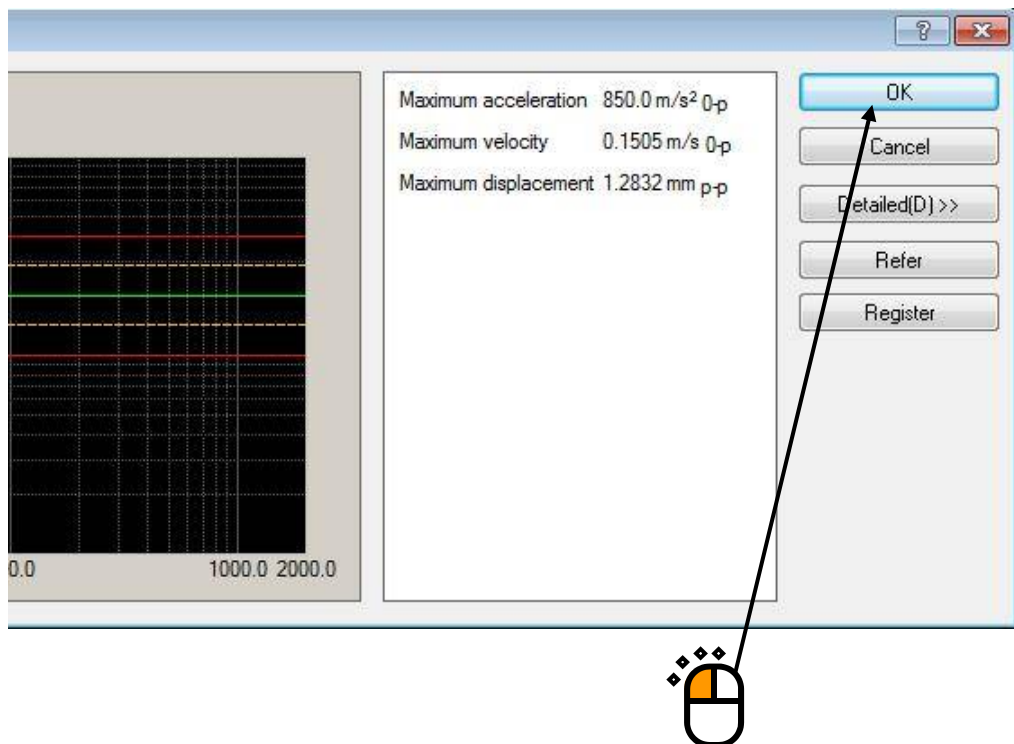 ?
Maximum acceleration 850.0 m/s² 0-p
Maximum velocity 0.1505 m/s 0-p
Maximum displacement 1.2832 mm p-p
OK
Cancel
Detailed(D) >>
Refer
Register
0.0 1000.0 2000.0